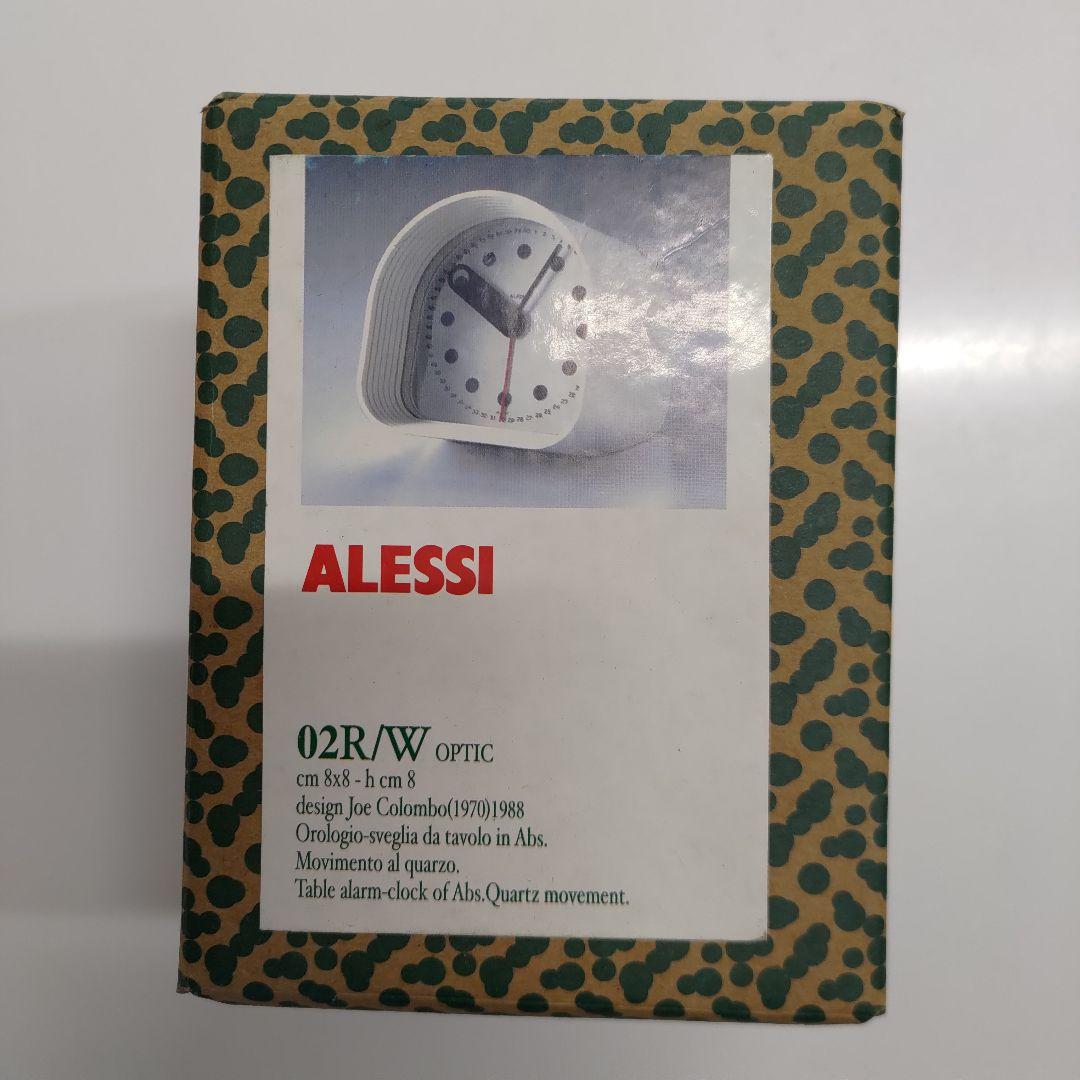 ALESSI
ALESSI
02R/W OPTIC
cm 8x8 - h cm 8
design Joe Colombo(1970)1988
Orologio-sveglia da tavolo in Abs.
Movimento al quarzo.
Table alarm-clock of Abs.Quartz movement.